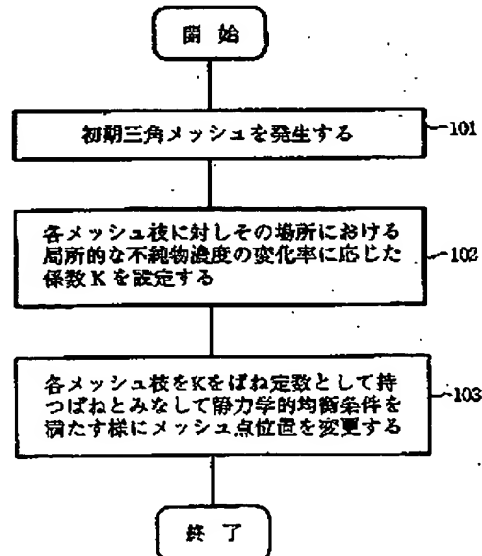 開 始
初期三角メッシュを発生する
101
各メッシュ枝に対しその場所における
局所的な不純物濃度の変化率に応じた
係数 K を設定する
102
各メッシュ枝をKをばね定数として持
つばねとみなして静力学的均衡条件を
満たす様にメッシュ点位置を変更する
103
終 了